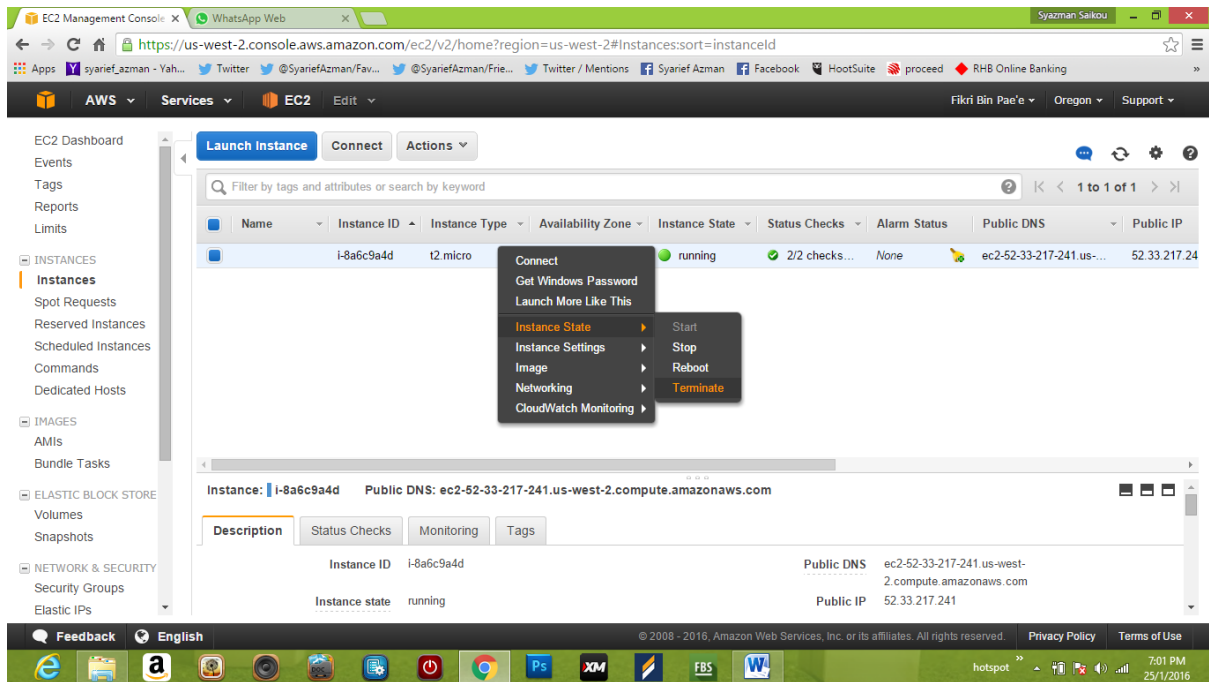 EC2 Management Console
WhatsApp Web
Syazman Saikou
https://us-west-2.console.aws.amazon.com/ec2/v2/home?region=us-west-2#Instances:sort=instanceId
Apps syarief_azman - Yah... Twitter @SyariefAzman/Fav... @SyariefAzman/Frie... Twitter / Mentions Syarief Azman Facebook HootSuite proceed RHB Online Banking »
AWS Services EC2 Edit Fikri Bin Pae'e Oregon Support
EC2 Dashboard
Events
Tags
Reports
Limits
INSTANCES
Instances
Spot Requests
Reserved Instances
Scheduled Instances
Commands
Dedicated Hosts
IMAGES
AMIs
Bundle Tasks
ELASTIC BLOCK STORE
Volumes
Snapshots
NETWORK & SECURITY
Security Groups
Elastic IPs
Launch Instance Connect Actions
Filter by tags and attributes or search by keyword
1 to 1 of 1
Name Instance ID Instance Type Availability Zone Instance State Status Checks Alarm Status Public DNS Public IP
i-8a6c9a4d t2.micro running 2/2 checks... None ec2-52-33-217-241.us-... 52.33.217.24
Connect
Get Windows Password
Launch More Like This
Instance State
Instance Settings
Image
Networking
CloudWatch Monitoring
Start
Stop
Reboot
Terminate
Instance: i-8a6c9a4d Public DNS: ec2-52-33-217-241.us-west-2.compute.amazonaws.com
Description Status Checks Monitoring Tags
Instance ID i-8a6c9a4d
Public DNS ec2-52-33-217-241.us-west-
2.compute.amazonaws.com
Instance state running
Public IP 52.33.217.241
Feedback English © 2008 - 2016, Amazon Web Services, Inc. or its affiliates. All rights reserved. Privacy Policy Terms of Use
a Ps XM FBS W hotspot » 7:01 PM
25/1/2016